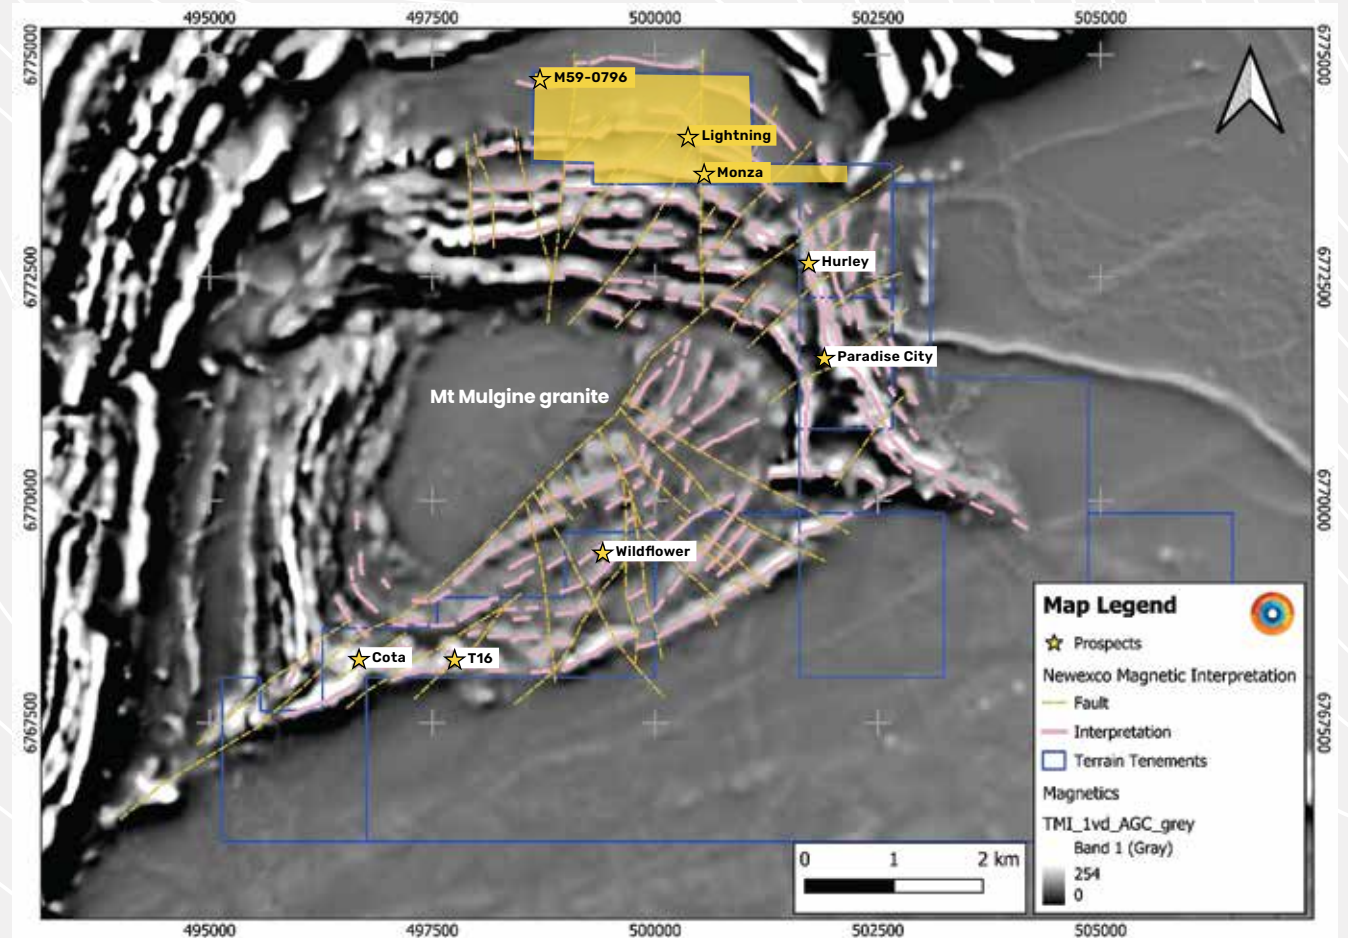 495000
497500
500000
502500
505000
6775000
6775000
M59-0796
Lightning
Monza
6772500
6772500
Hurley
Paradise City
Mt Mulgine granite
6770000
6770000
Wildflower
Cota
T16
6767500
6767500
Map Legend
Prospects
Newexco Magnetic Interpretation
Fault
Interpretation
Terrain Tenements
Magnetics
TMI_1vd_AGC_grey
Band 1 (Gray)
254
0
0 1 2 km
495000
497500
500000
502500
505000